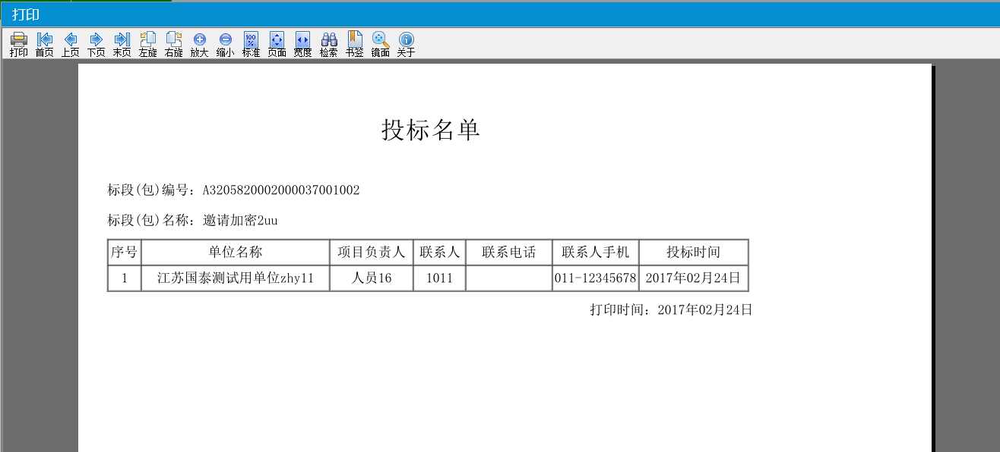 打印
打印 首页 上页 下页 末页 左旋 右旋 放大 缩小 标准 页面 宽度 检索 书签 镜面 关于
投标名单
标段(包)编号：A3205820002000037001002
标段(包)名称：邀请加密2uu
序号 单位名称 项目负责人 联系人 联系电话 联系人手机 投标时间
1 江苏国泰测试用单位zhy11 人员16 1011 011-12345678 2017年02月24日
打印时间：2017年02月24日